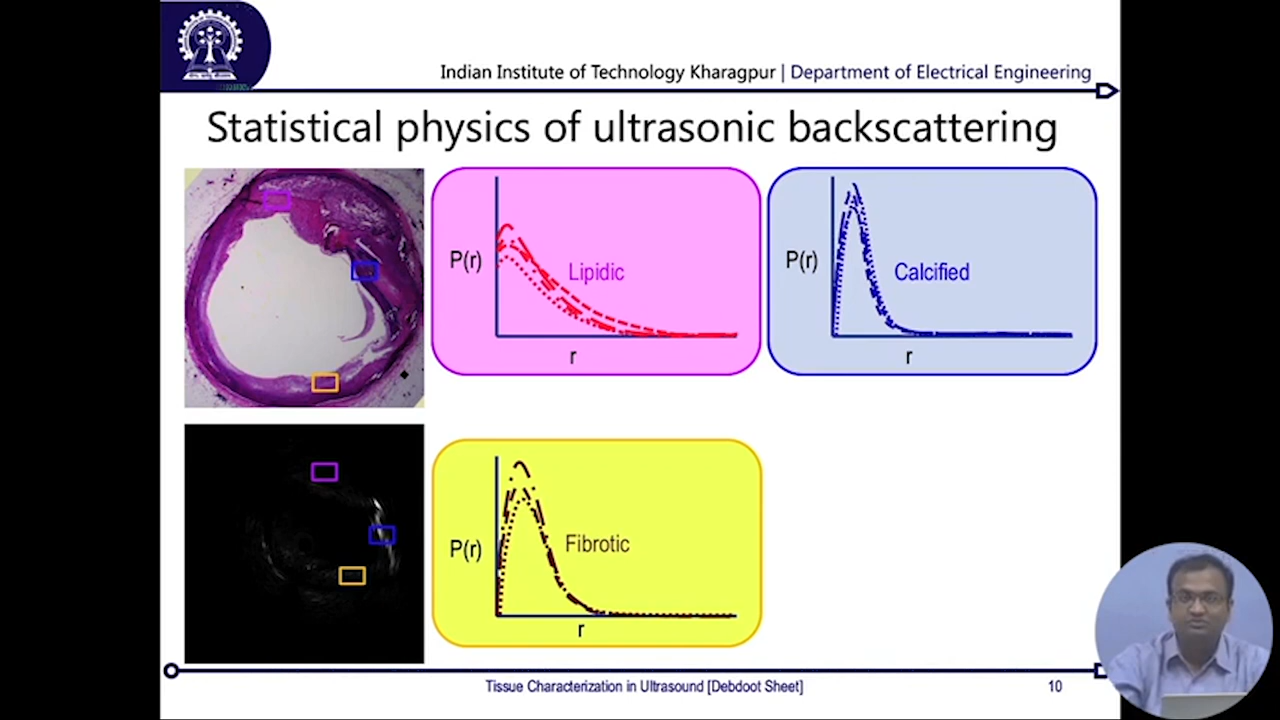 Indian Institute of Technology Kharagpur | Department of Electrical Engineering
Statistical physics of ultrasonic backscattering
P(r)
Lipidic
r
P(r)
Calcified
r
P(r)
Fibrotic
r
Tissue Characterization in Ultrasound [Debdoot Sheet]
10